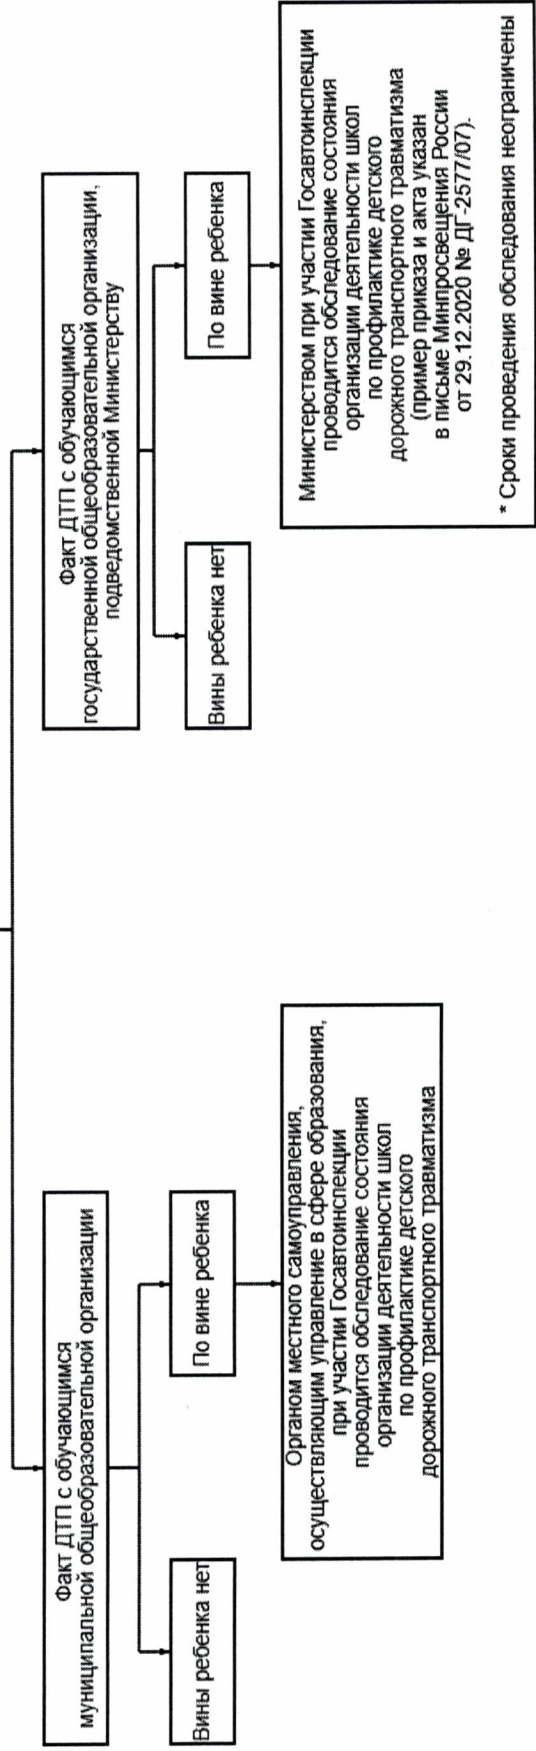 Факт ДТП с обучающимся
муниципальной общеобразовательной организации
Вины ребенка нет
По вине ребенка
Органом местного самоуправления,
осуществляющим управление в сфере образования,
при участии Госавтоинспекции
проводится обследование состояния
организации деятельности школ
по профилактике детского
дорожного транспортного травматизма
Факт ДТП с обучающимся
государственной общеобразовательной организации,
подведомственной Министерству
Вины ребенка нет
По вине ребенка
Министерством при участии Госавтоинспекции
проводится обследование состояния
организации деятельности школ
по профилактике детского
дорожного транспортного травматизма
(пример приказа и акта указан
в письме Минпросвещения России
от 29.12.2020 № ДГ-2577/07).
* Сроки проведения обследования неограничены